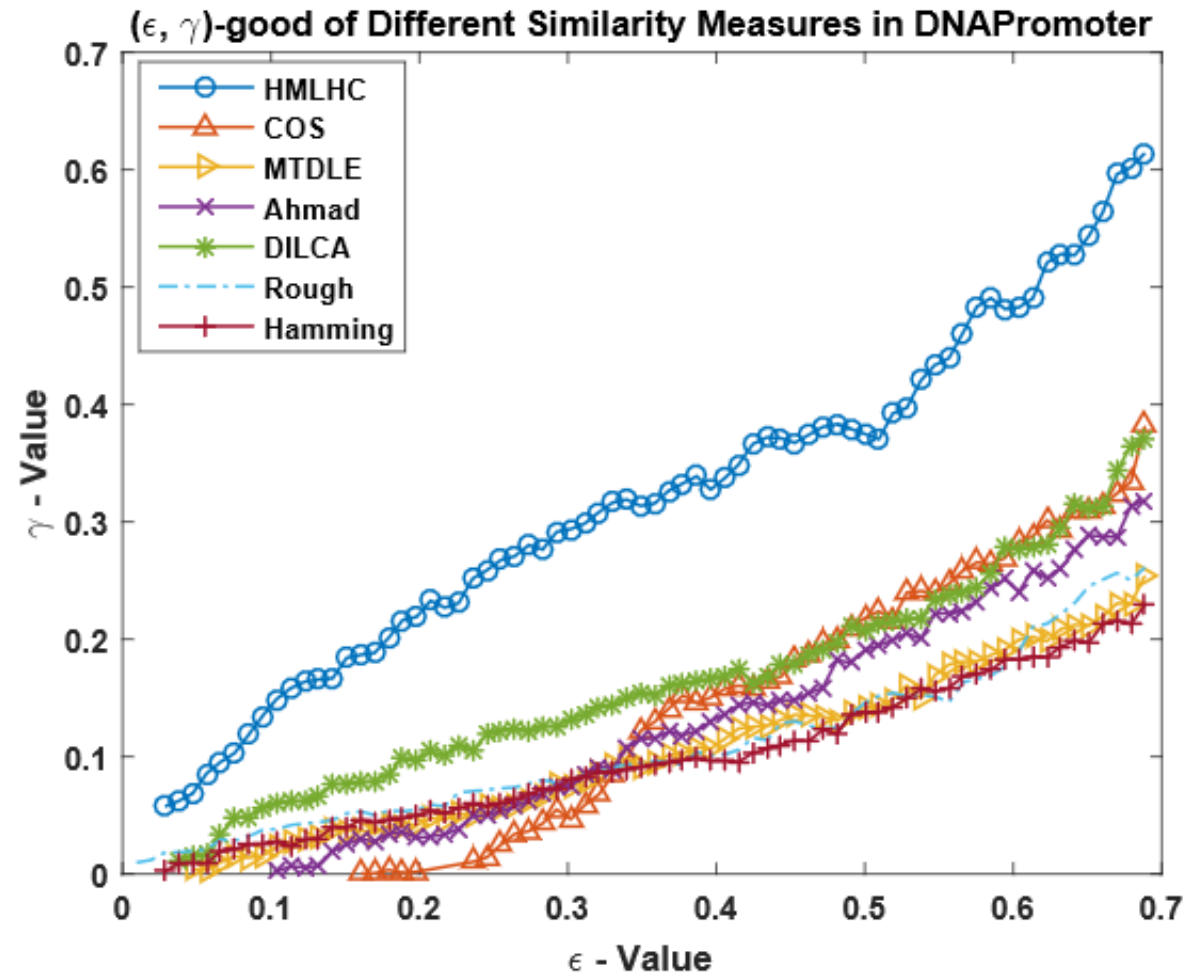 (ϵ, γ)-good of Different Similarity Measures in DNAPromoter
0.7
0.6
0.5
0.4
0.3
0.2
0.1
0
γ - Value
HMLHC
COS
MTDLE
Ahmad
DILCA
Rough
Hamming
0 0.1 0.2 0.3 0.4 0.5 0.6 0.7
ϵ - Value